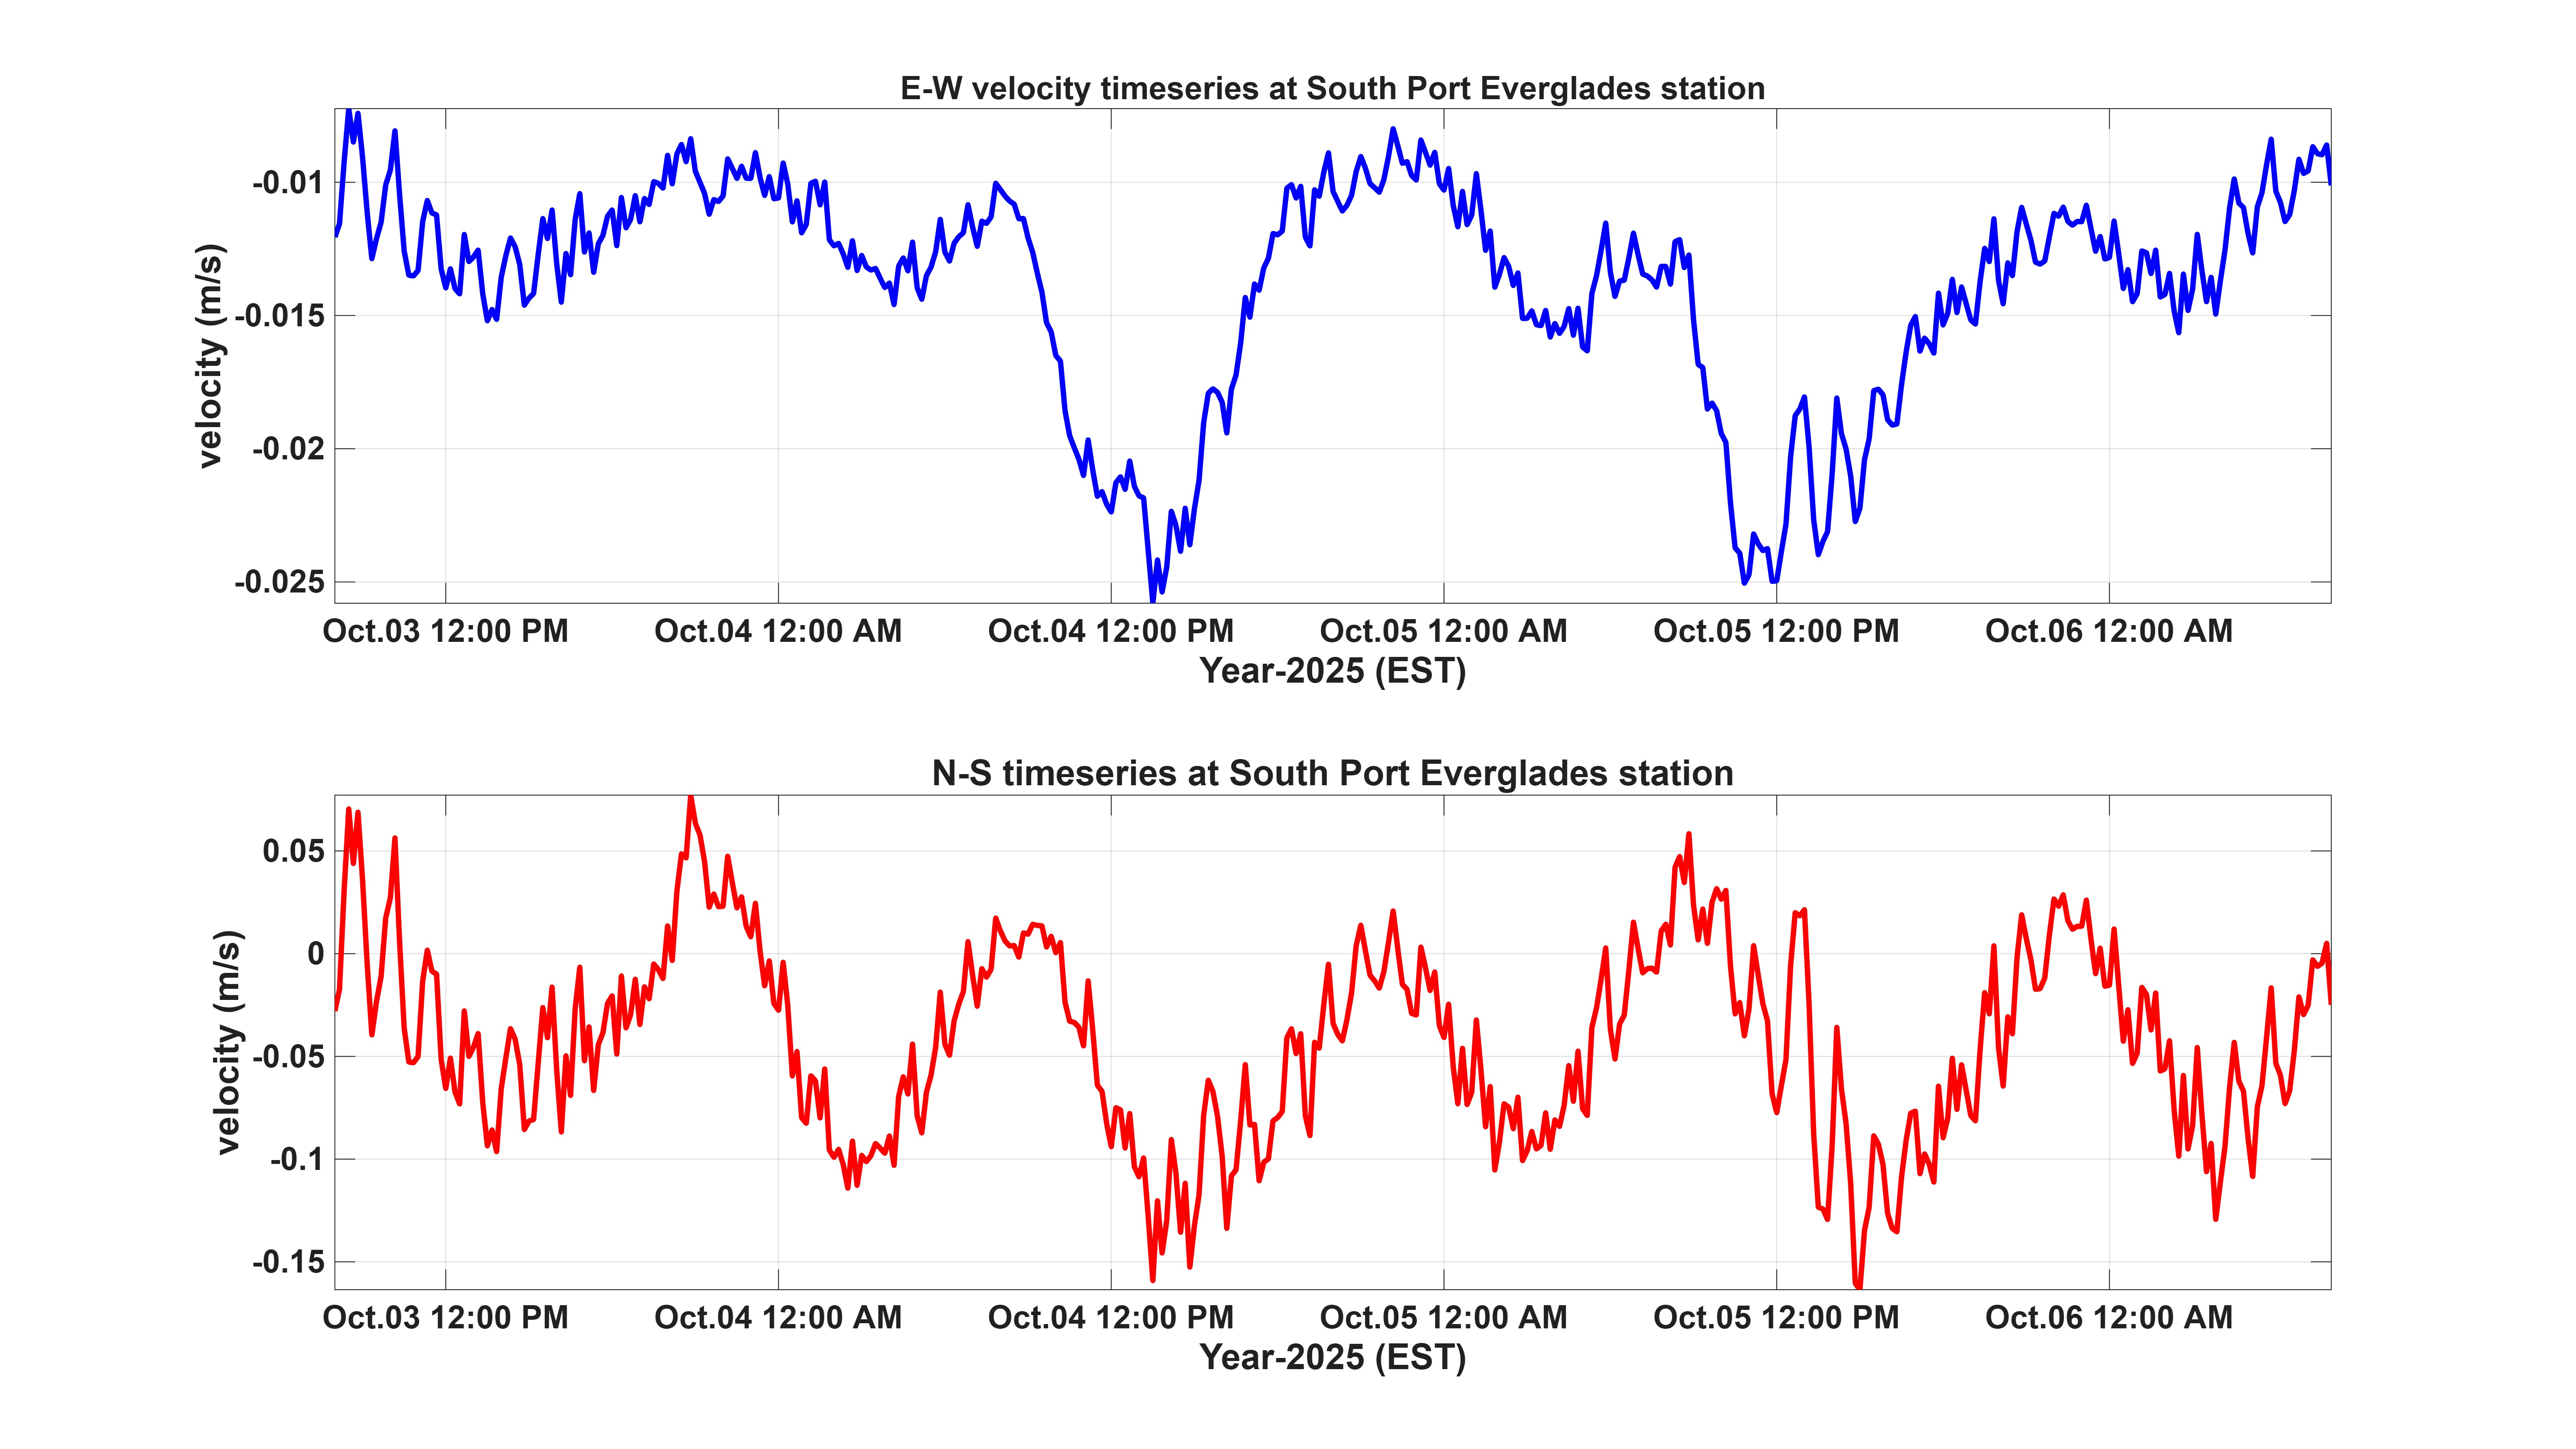 E-W velocity timeseries at South Port Everglades station
velocity (m/s)
-0.01
-0.015
-0.02
-0.025
Oct.03 12:00 PM Oct.04 12:00 AM Oct.04 12:00 PM Oct.05 12:00 AM Oct.05 12:00 PM Oct.06 12:00 AM
Year-2025 (EST)
N-S timeseries at South Port Everglades station
velocity (m/s)
0.05
0
-0.05
-0.1
-0.15
Oct.03 12:00 PM Oct.04 12:00 AM Oct.04 12:00 PM Oct.05 12:00 AM Oct.05 12:00 PM Oct.06 12:00 AM
Year-2025 (EST)